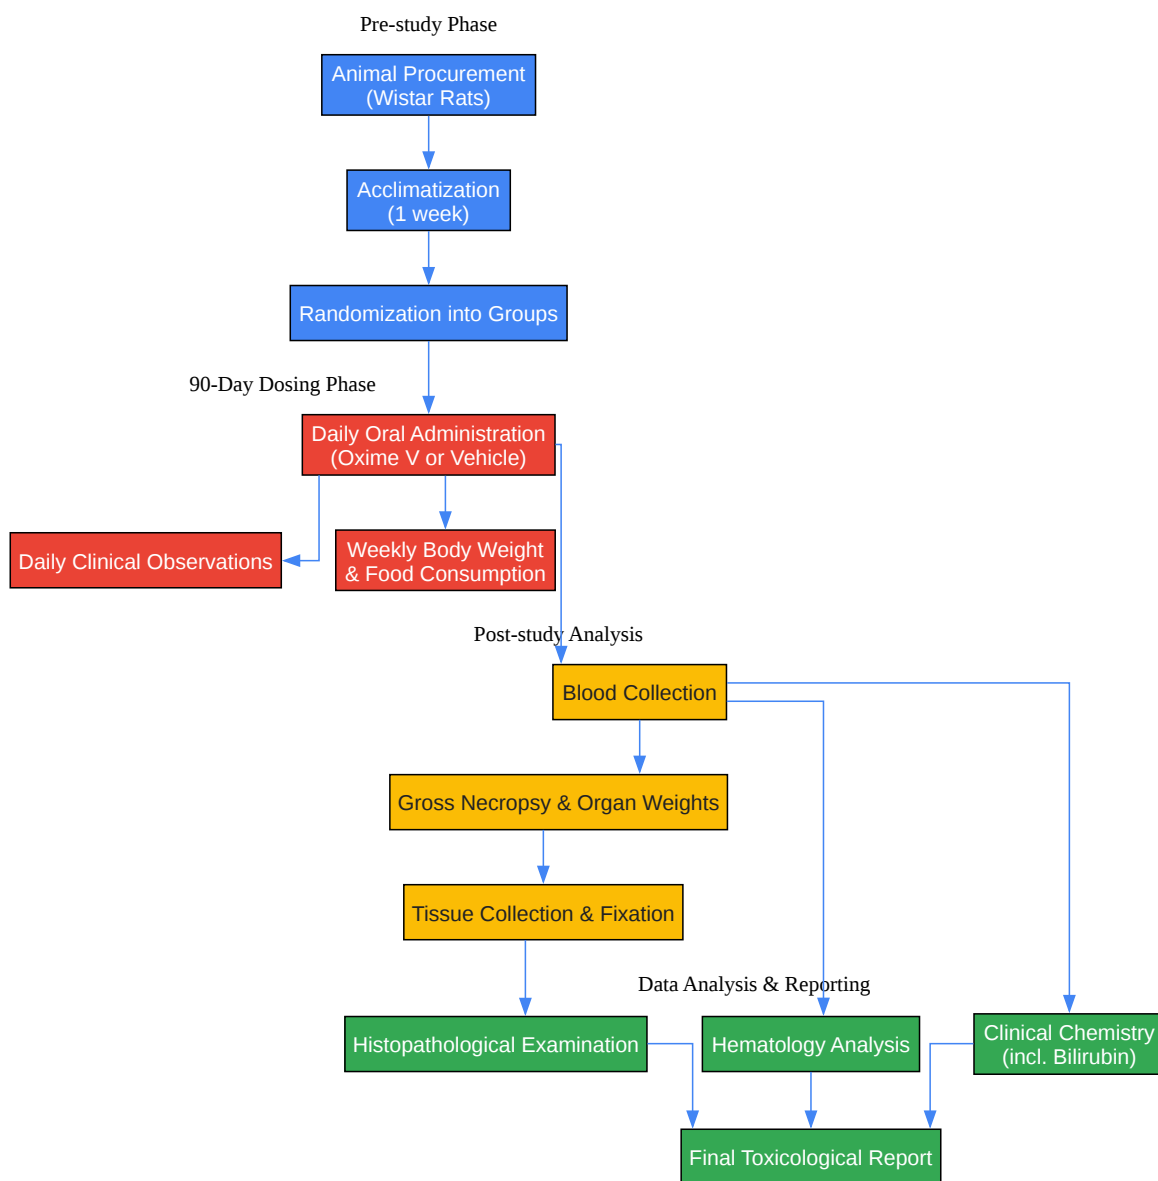 Pre-study Phase
Animal Procurement
(Wistar Rats)
Acclimatization
(1 week)
Randomization into Groups
90-Day Dosing Phase
Daily Oral Administration
(Oxime V or Vehicle)
Daily Clinical Observations
Weekly Body Weight
& Food Consumption
Post-study Analysis
Blood Collection
Gross Necropsy & Organ Weights
Tissue Collection & Fixation
Data Analysis & Reporting
Histopathological Examination
Hematology Analysis
Clinical Chemistry
(incl. Bilirubin)
Final Toxicological Report